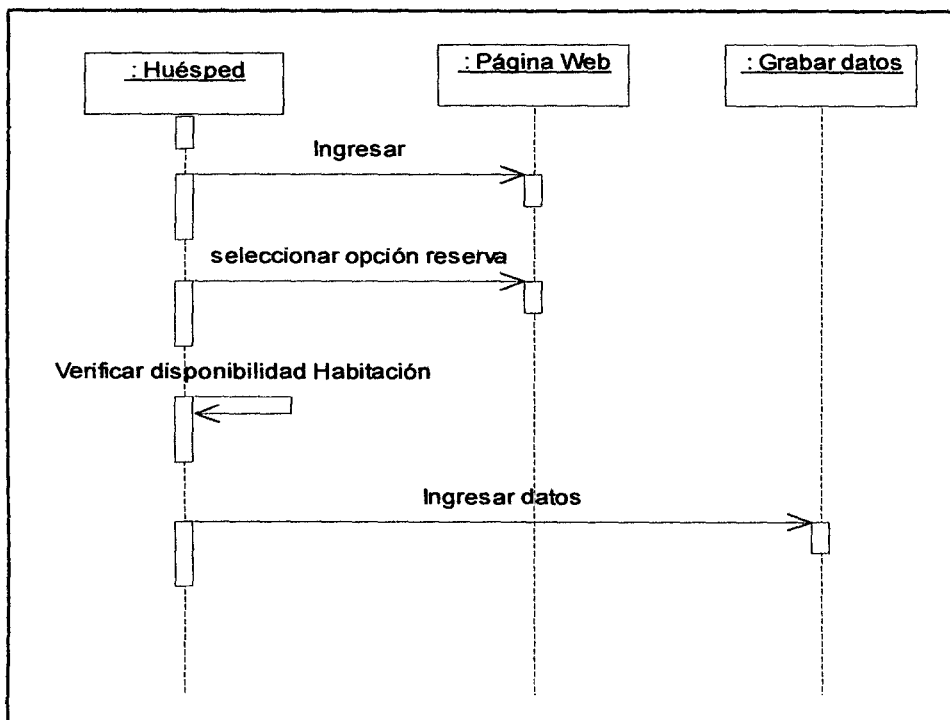 : Huésped
: Página Web
: Grabar datos
Ingresar
seleccionar opción reserva
Verificar disponibilidad Habitación
Ingresar datos